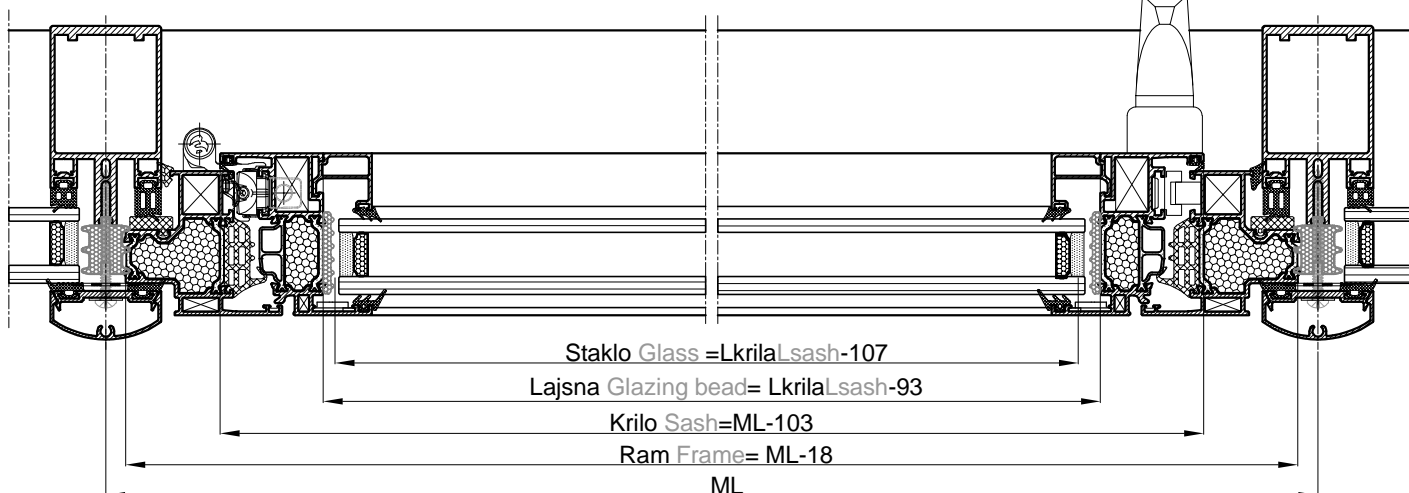 Staklo Glass =LkrilaLsash-107
Lajsna Glazing bead= LkrilaLsash-93
Krilo Sash=ML-103
Ram Frame= ML-18
ML